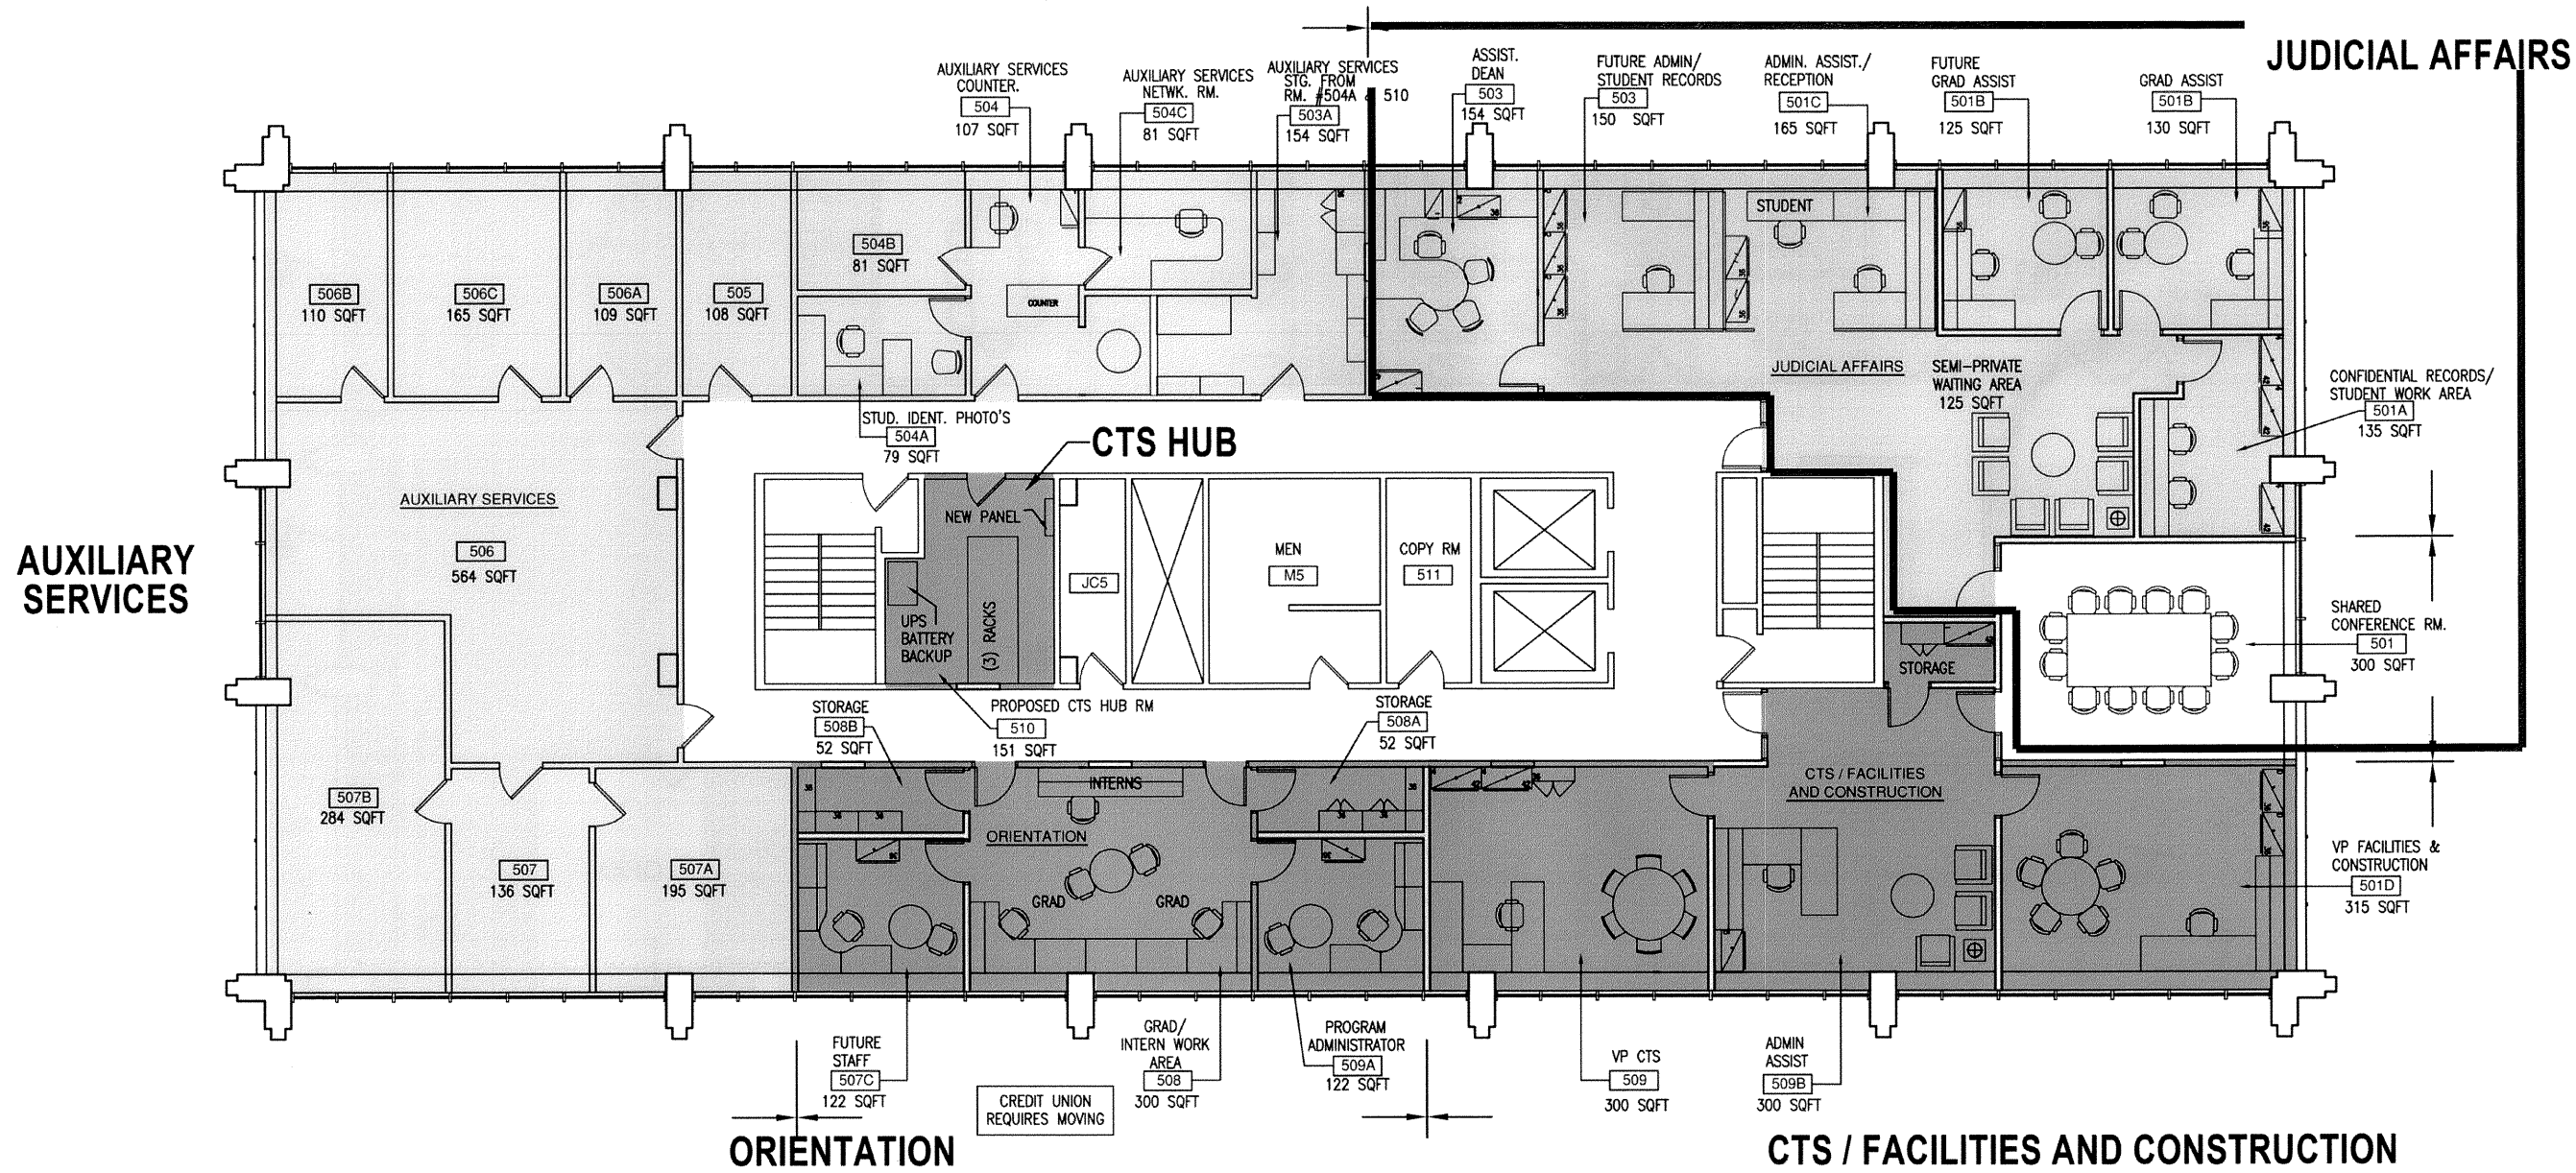 JUDICIAL AFFAIRS
AUXILIARY SERVICES
COUNTER.
504
107 SQFT
AUXILIARY SERVICES
NETWK. RM.
504C
81 SQFT
AUXILIARY SERVICES
STG. FROM
RM. #504A & 510
503A
154 SQFT
ASSIST.
DEAN
503
154 SQFT
FUTURE ADMIN/
STUDENT RECORDS
503
150 SQFT
ADMIN. ASSIST./
RECEPTION
501C
165 SQFT
FUTURE
GRAD ASSIST
501B
125 SQFT
GRAD ASSIST
501B
130 SQFT
506B
110 SQFT
506C
165 SQFT
506A
109 SQFT
505
108 SQFT
504B
81 SQFT
COUNTER
STUDENT
JUDICIAL AFFAIRS
SEMI-PRIVATE
WAITING AREA
125 SQFT
CONFIDENTIAL RECORDS/
STUDENT WORK AREA
501A
135 SQFT
STUD. IDENT. PHOTO'S
504A
79 SQFT
CTS HUB
AUXILIARY SERVICES
506
564 SQFT
AUXILIARY
SERVICES
NEW PANEL
UPS
BATTERY
BACKUP
(3) RACKS
JC5
MEN
M5
COPY RM
511
SHARED
CONFERENCE RM.
501
300 SQFT
STORAGE
PROPOSED CTS HUB RM
510
151 SQFT
STORAGE
508B
52 SQFT
STORAGE
508A
52 SQFT
507B
284 SQFT
507
136 SQFT
507A
195 SQFT
INTERNS
ORIENTATION
GRAD
GRAD
CTS / FACILITIES
AND CONSTRUCTION
VP FACILITIES &
CONSTRUCTION
501D
315 SQFT
FUTURE
STAFF
507C
122 SQFT
GRAD/
INTERN WORK
AREA
508
300 SQFT
PROGRAM
ADMINISTRATOR
509A
122 SQFT
VP CTS
509
300 SQFT
ADMIN
ASSIST
509B
300 SQFT
CREDIT UNION
REQUIRES MOVING
ORIENTATION
CTS / FACILITIES AND CONSTRUCTION